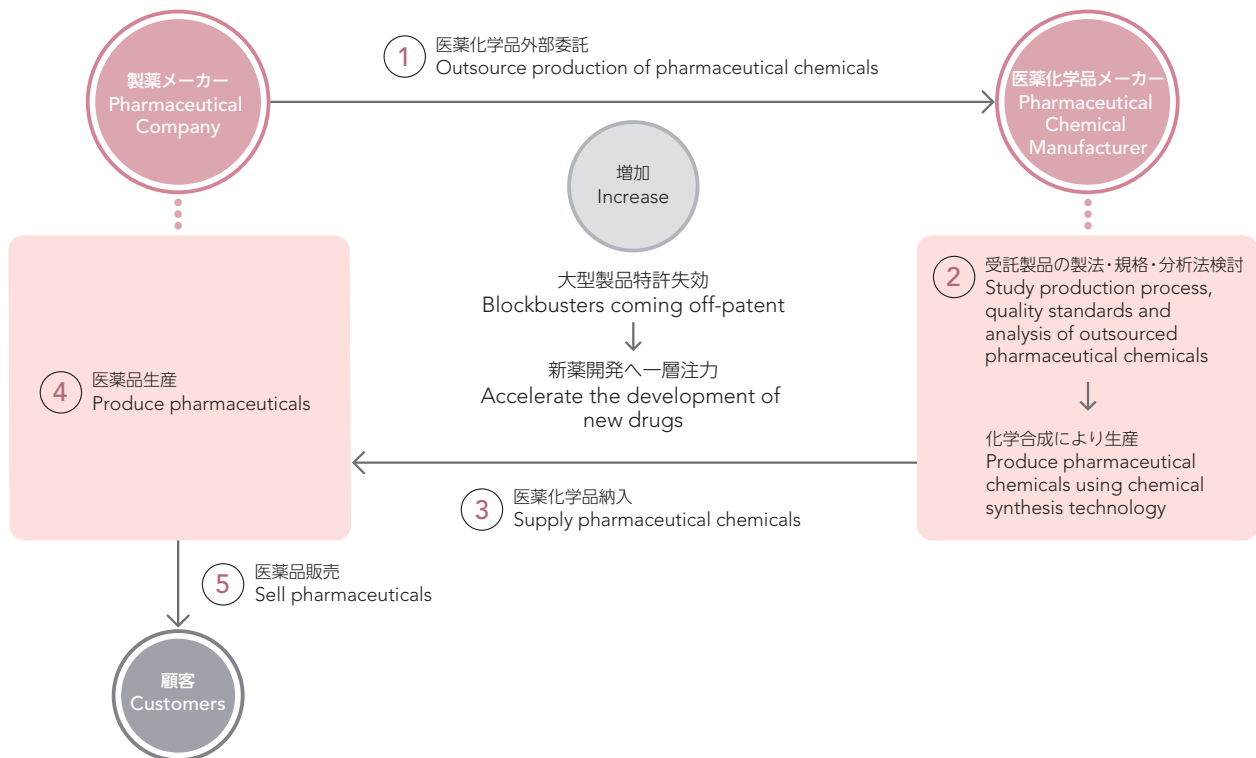 製薬メーカー
Pharmaceutical
Company
1
医薬化学品外部委託
Outsource production of pharmaceutical chemicals
医薬化学品メーカー
Pharmaceutical
Chemical
Manufacturer
増加
Increase
大型製品特許失効
Blockbusters coming off-patent
新薬開発へ一層注力
Accelerate the development of
new drugs
2
受託製品の製法・規格・分析法検討
Study production process,
quality standards and
analysis of outsourced
pharmaceutical chemicals
化学合成により生産
Produce pharmaceutical
chemicals using chemical
synthesis technology
3
医薬化学品納入
Supply pharmaceutical chemicals
4
医薬品生産
Produce pharmaceuticals
5
医薬品販売
Sell pharmaceuticals
顧客
Customers